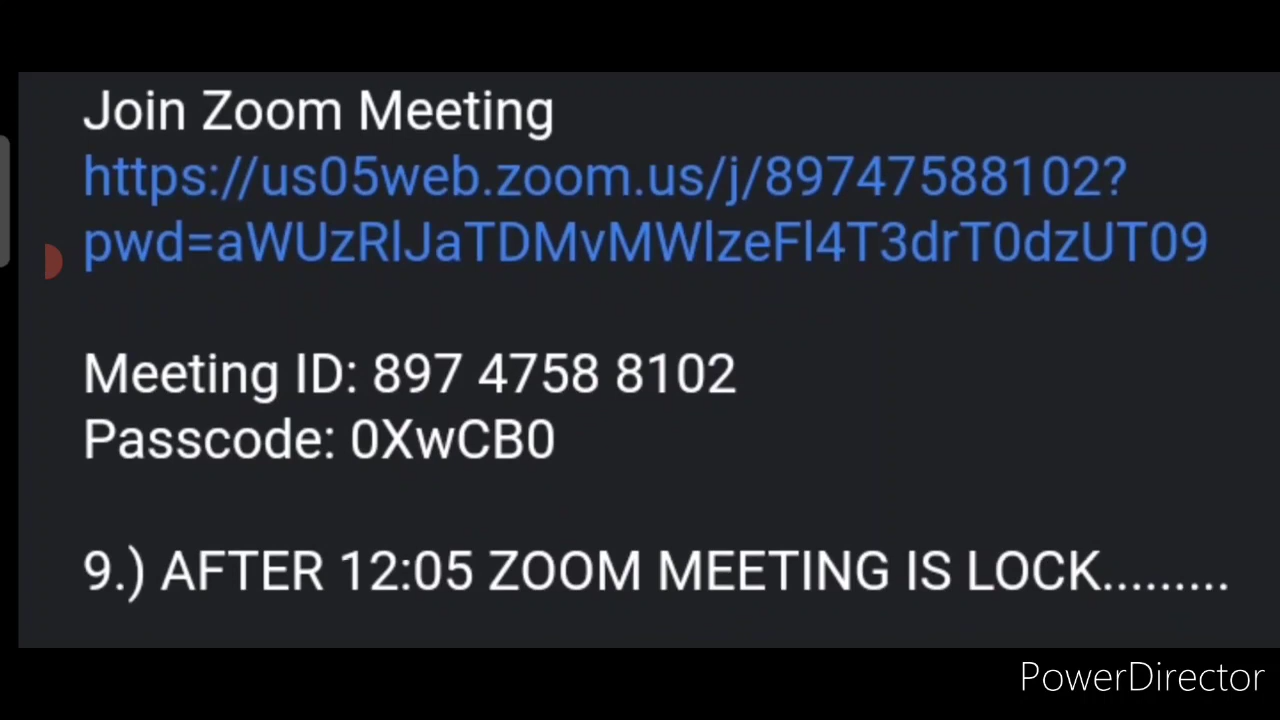 Join Zoom Meeting
https://us05web.zoom.us/j/89747588102?
pwd=aWUzRlJaTDMvMWlzeFl4T3drT0dzUT09
Meeting ID: 897 4758 8102
Passcode: 0XwCB0
9.) AFTER 12:05 ZOOM MEETING IS LOCK.........
PowerDirector